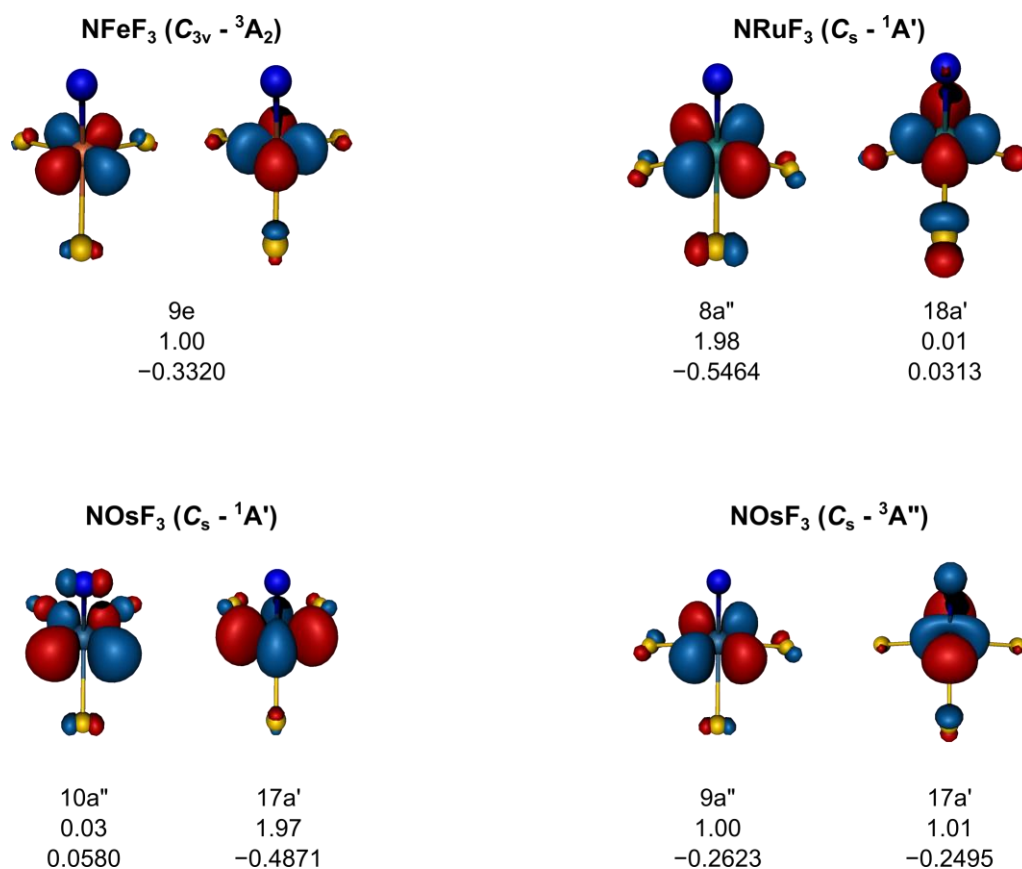 NFeF₃ (C₃ᵥ - ³A₂)
9e
1.00
−0.3320
NRuF₃ (Cₛ - ¹A')
8a" 18a'
1.98 0.01
−0.5464 0.0313
NOsF₃ (Cₛ - ¹A')
10a" 17a'
0.03 1.97
0.0580 −0.4871
NOsF₃ (Cₛ - ³A")
9a" 17a'
1.00 1.01
−0.2623 −0.2495